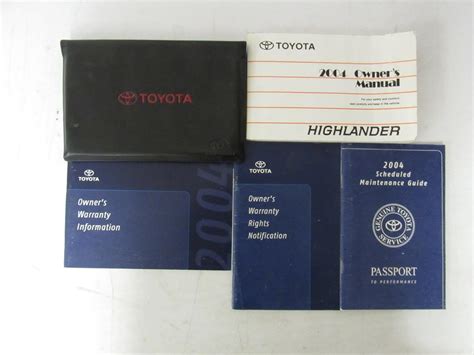 TOYOTA
TOYOTA
2004 Owner's
Manual
HIGHLANDER
TOYOTA
Owner's
Warranty
Information
2004
TOYOTA
Owner's
Warranty
Rights
Notification
2004
Scheduled
Maintenance Guide
GENUINE TOYOTA
SERVICE
PASSPORT
TO PERFORMANCE